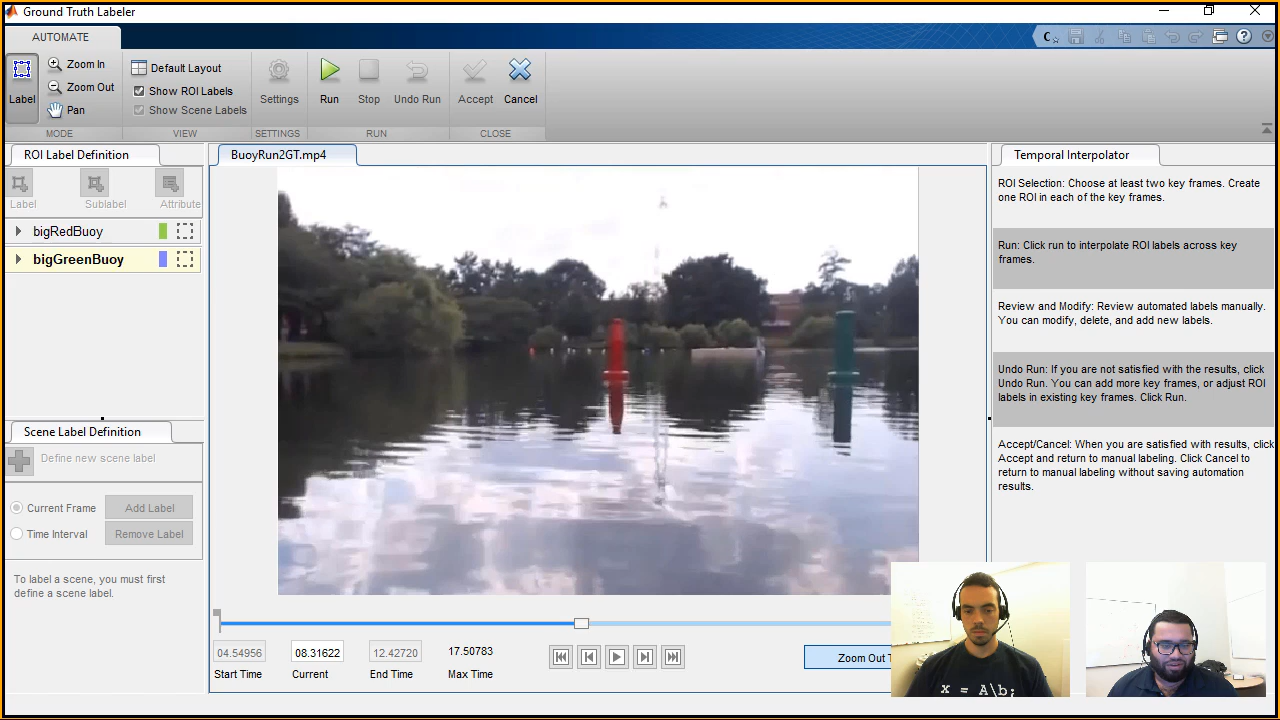 Ground Truth Labeler
AUTOMATE
Label
Zoom In
Zoom Out
Pan
MODE
Default Layout
Show ROI Labels
Show Scene Labels
VIEW
Settings
SETTINGS
Run
Stop
Undo Run
RUN
Accept
Cancel
CLOSE
ROI Label Definition
Label
Sublabel
Attribute
bigRedBuoy
bigGreenBuoy
Scene Label Definition
Define new scene label
Current Frame
Add Label
Time Interval
Remove Label
To label a scene, you must first
define a scene label.
BuoyRun2GT.mp4
04.54956
08.31622
12.42720
17.50783
Start Time
Current
End Time
Max Time
Zoom Out
Temporal Interpolator
ROI Selection: Choose at least two key frames. Create
one ROI in each of the key frames.
Run: Click run to interpolate ROI labels across key
frames.
Review and Modify: Review automated labels manually.
You can modify, delete, and add new labels.
Undo Run: If you are not satisfied with the results, click
Undo Run. You can add more key frames, or adjust ROI
labels in existing key frames. Click Run.
Accept/Cancel: When you are satisfied with results, click
Accept and return to manual labeling. Click Cancel to
return to manual labeling without saving automation
results.
x = A\b;